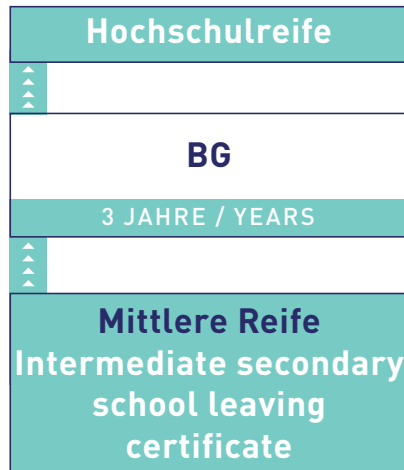 Hochschulreife
BG
3 JAHRE / YEARS
Mittlere Reife
Intermediate secondary
school leaving
certificate